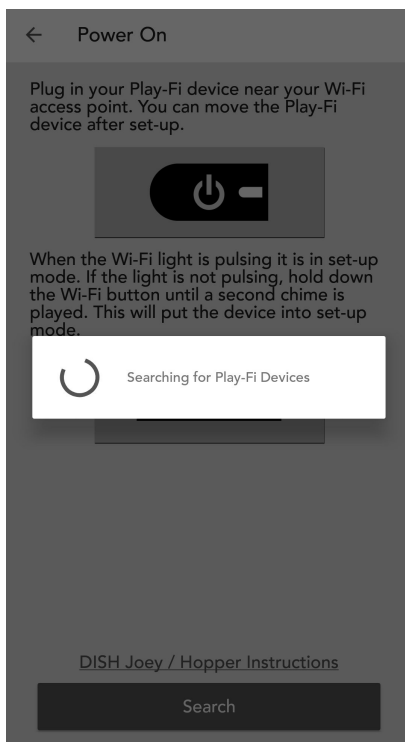 Power On
Plug in your Play-Fi device near your Wi-Fi
access point. You can move the Play-Fi
device after set-up.
When the Wi-Fi light is pulsing it is in set-up
mode. If the light is not pulsing, hold down
the Wi-Fi button until a second chime is
played. This will put the device into set-up
mode.
Searching for Play-Fi Devices
DISH Joey / Hopper Instructions
Search